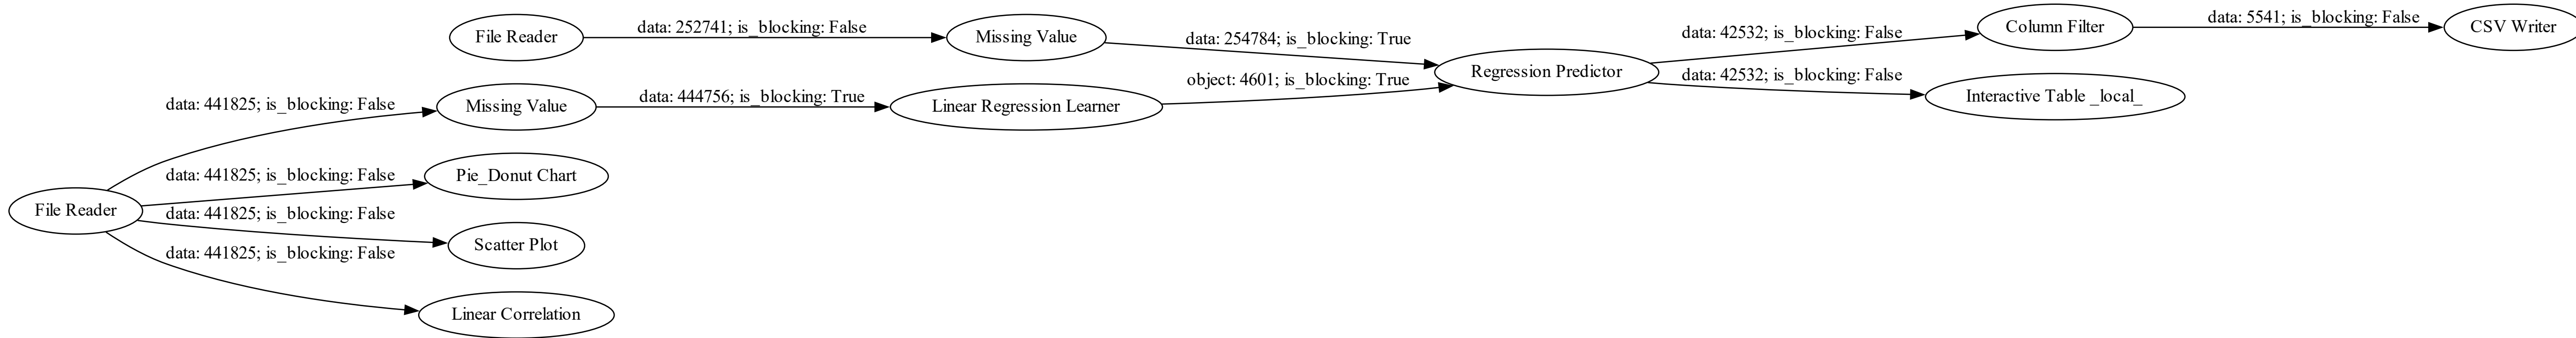 File Reader
data: 252741; is_blocking: False
Missing Value
data: 254784; is_blocking: True
data: 42532; is_blocking: False
Column Filter
data: 5541; is_blocking: False
CSV Writer
Regression Predictor
data: 441825; is_blocking: False
Missing Value
data: 444756; is_blocking: True
Linear Regression Learner
object: 4601; is_blocking: True
data: 42532; is_blocking: False
Interactive Table _local_
data: 441825; is_blocking: False
Pie_Donut Chart
File Reader
data: 441825; is_blocking: False
Scatter Plot
data: 441825; is_blocking: False
Linear Correlation